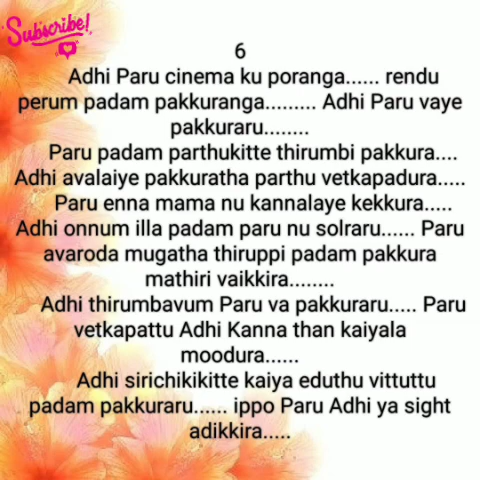 Subscribe!
6
Adhi Paru cinema ku poranga...... rendu
perum padam pakkuranga......... Adhi Paru vaye
pakkuraru........
Paru padam parthukitte thirumbi pakkura....
Adhi avalaiye pakkuratha parthu vetkapadura.....
Paru enna mama nu kannalaye kekkura.....
Adhi onnum illa padam paru nu solraru...... Paru
avaroda mugatha thiruppi padam pakkura
mathiri vaikkira........
Adhi thirumbavum Paru va pakkuraru..... Paru
vetkapattu Adhi Kanna than kaiyala
moodura......
Adhi sirichikikitte kaiya eduthu vittuttu
padam pakkuraru...... ippo Paru Adhi ya sight
adikkira.....